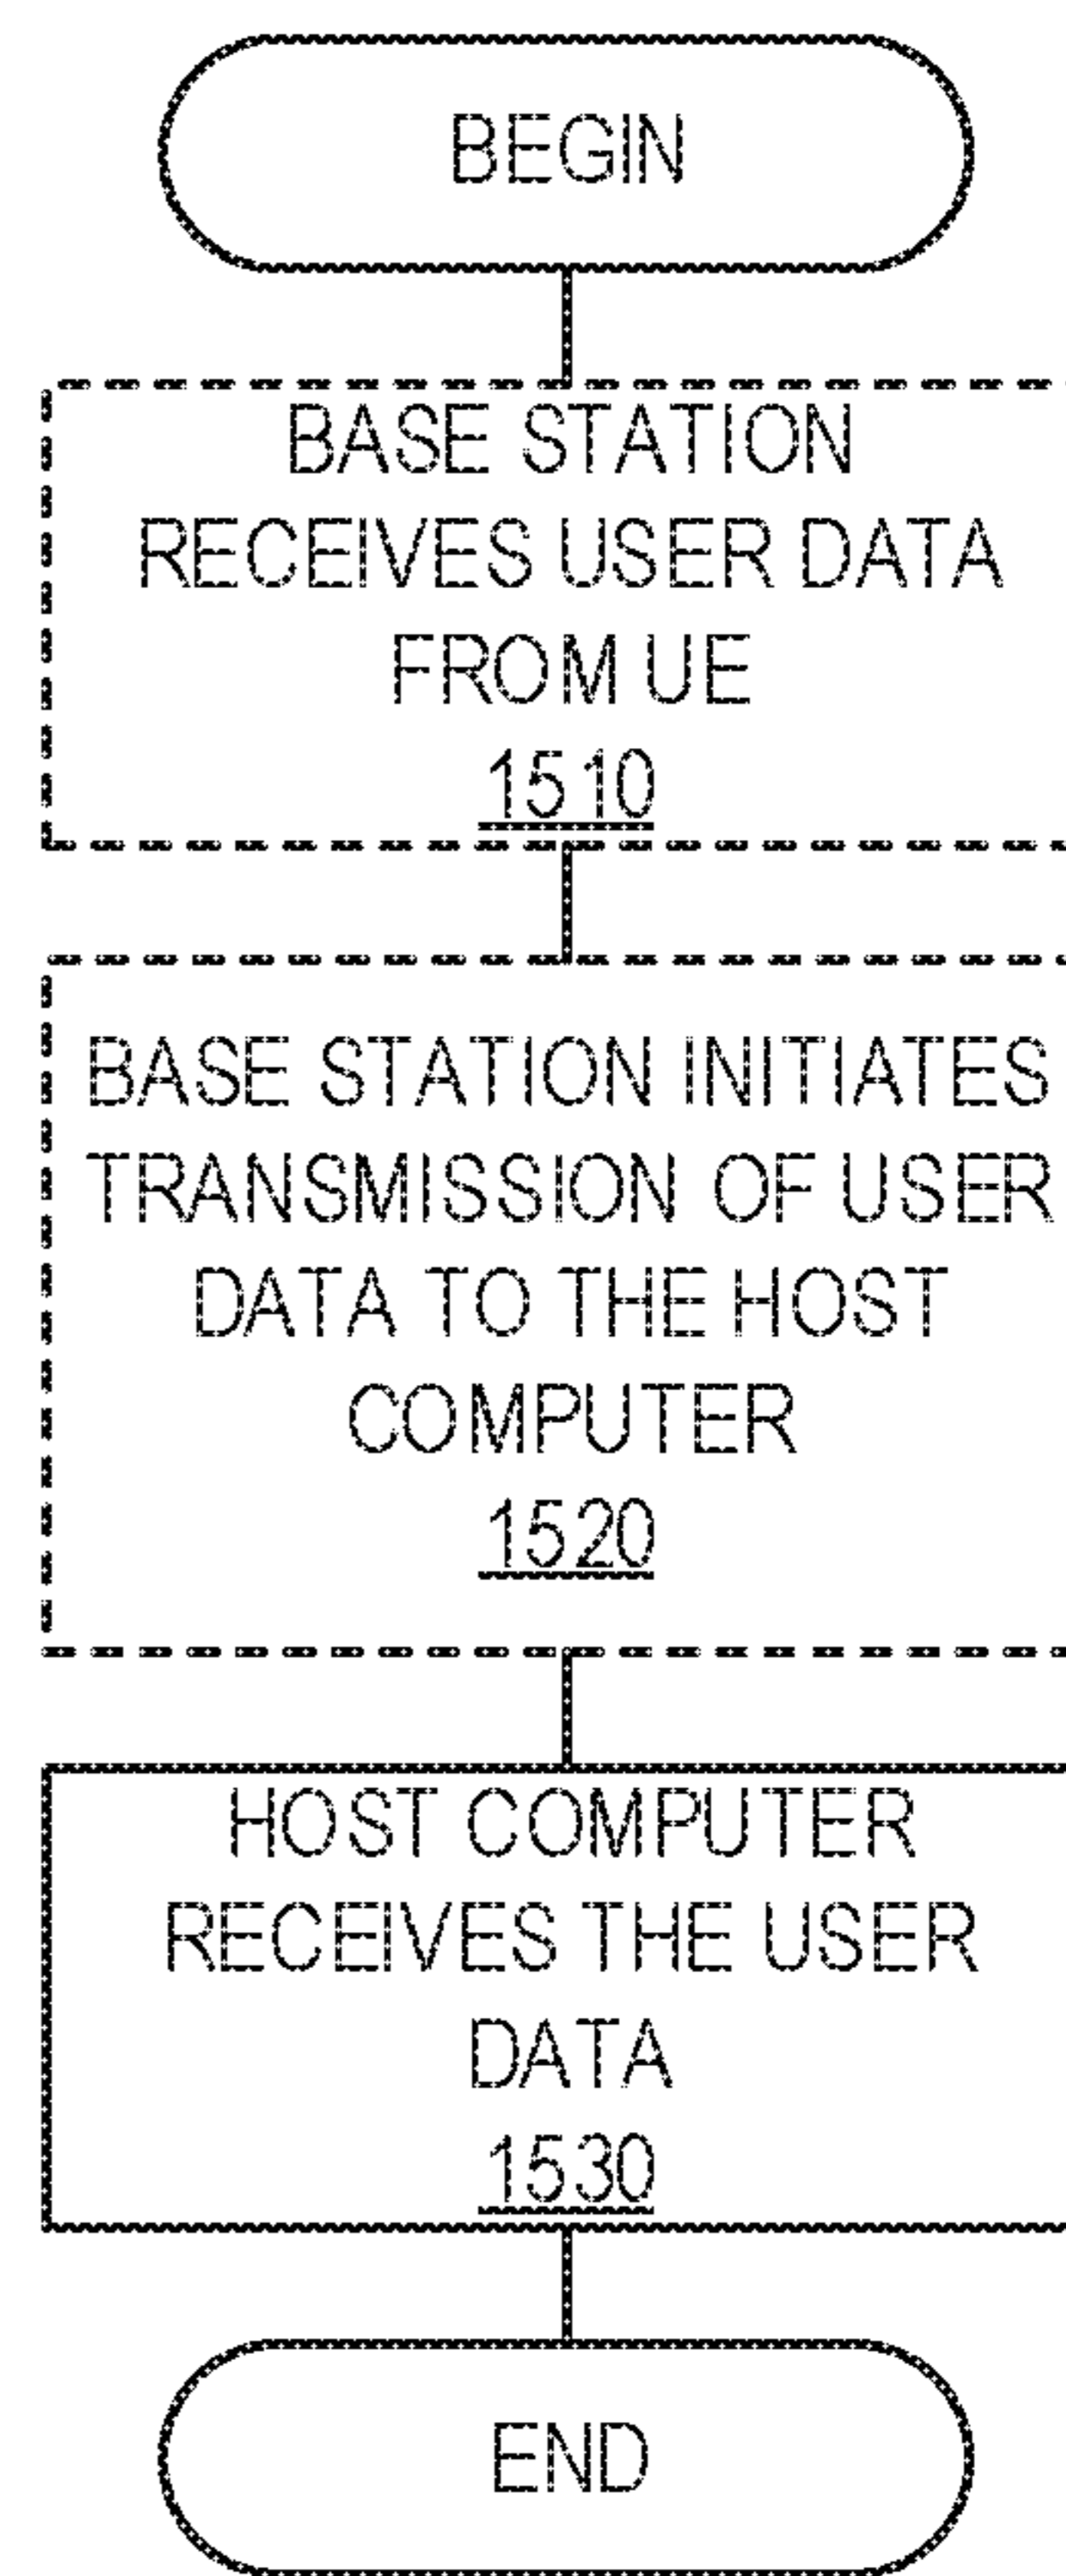 BEGIN
BASE STATION
RECEIVES USER DATA
FROM UE
1510
BASE STATION INITIATES
TRANSMISSION OF USER
DATA TO THE HOST
COMPUTER
1520
HOST COMPUTER
RECEIVES THE USER
DATA
1530
END